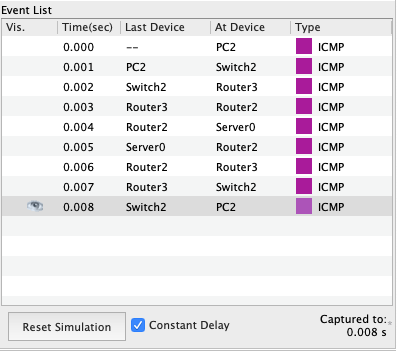 Event List
Vis. Time(sec) Last Device At Device Type
0.000 -- PC2 ICMP
0.001 PC2 Switch2 ICMP
0.002 Switch2 Router3 ICMP
0.003 Router3 Router2 ICMP
0.004 Router2 Server0 ICMP
0.005 Server0 Router2 ICMP
0.006 Router2 Router3 ICMP
0.007 Router3 Switch2 ICMP
0.008 Switch2 PC2 ICMP
Reset Simulation Constant Delay Captured to:*
0.008 s